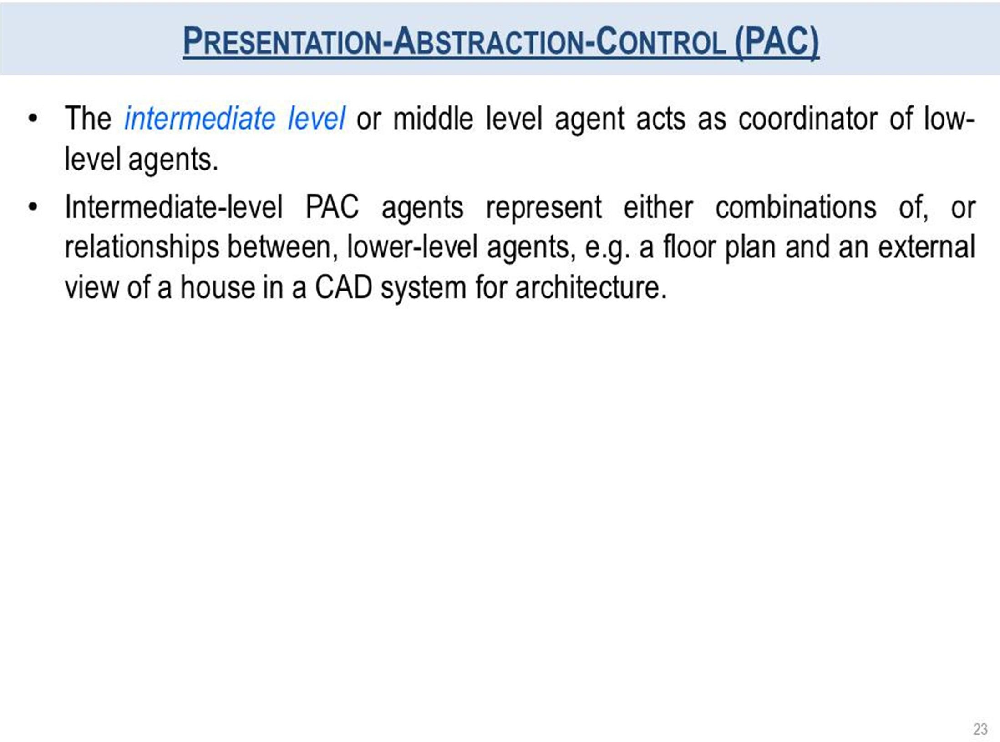 PRESENTATION-ABSTRACTION-CONTROL (PAC)
• The intermediate level or middle level agent acts as coordinator of low-
level agents.
• Intermediate-level PAC agents represent either combinations of, or
relationships between, lower-level agents, e.g. a floor plan and an external
view of a house in a CAD system for architecture.
23